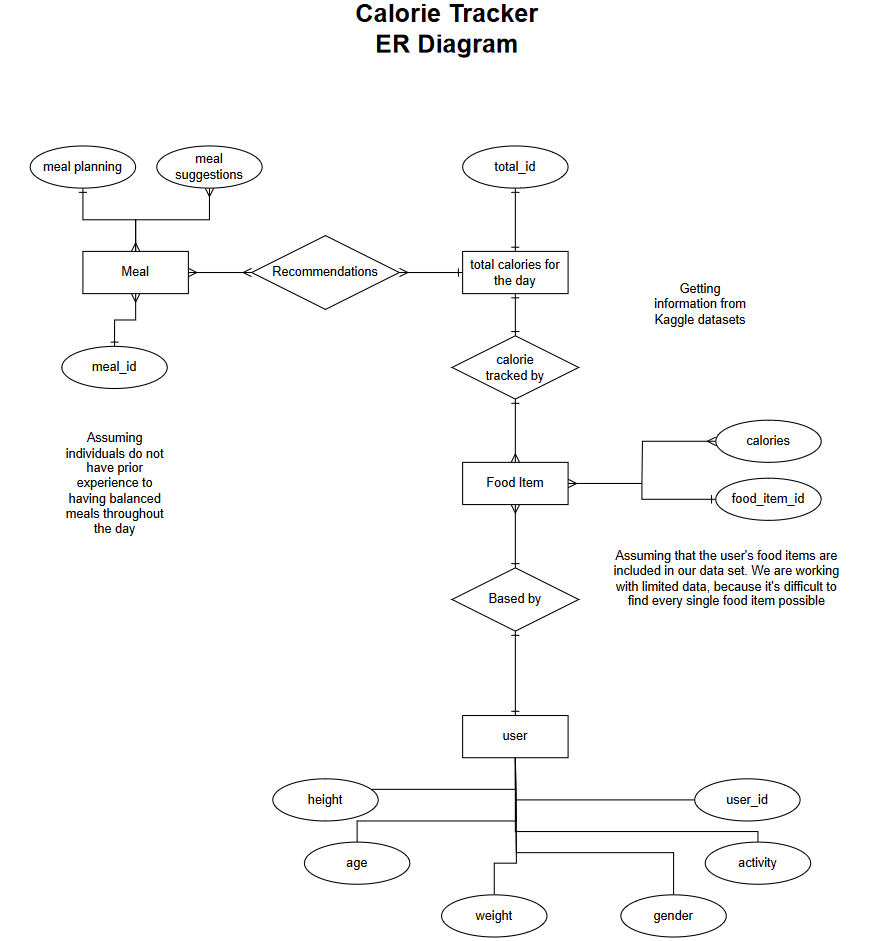 Calorie Tracker
ER Diagram
meal planning
meal
suggestions
total_id
Meal
Recommendations
total calories for
the day
Getting
information from
Kaggle datasets
calorie
tracked by
meal_id
Assuming
individuals do not
have prior
experience to
having balanced
meals throughout
the day
calories
Food Item
food_item_id
Assuming that the user's food items are
included in our data set. We are working
with limited data, because it's difficult to
find every single food item possible
Based by
user
height
user_id
age
activity
weight
gender